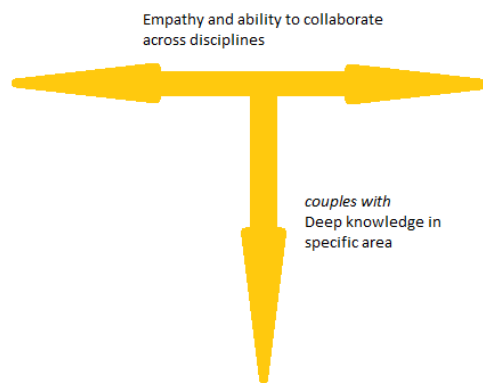 Empathy and ability to collaborate
across disciplines
couples with
Deep knowledge in
specific area